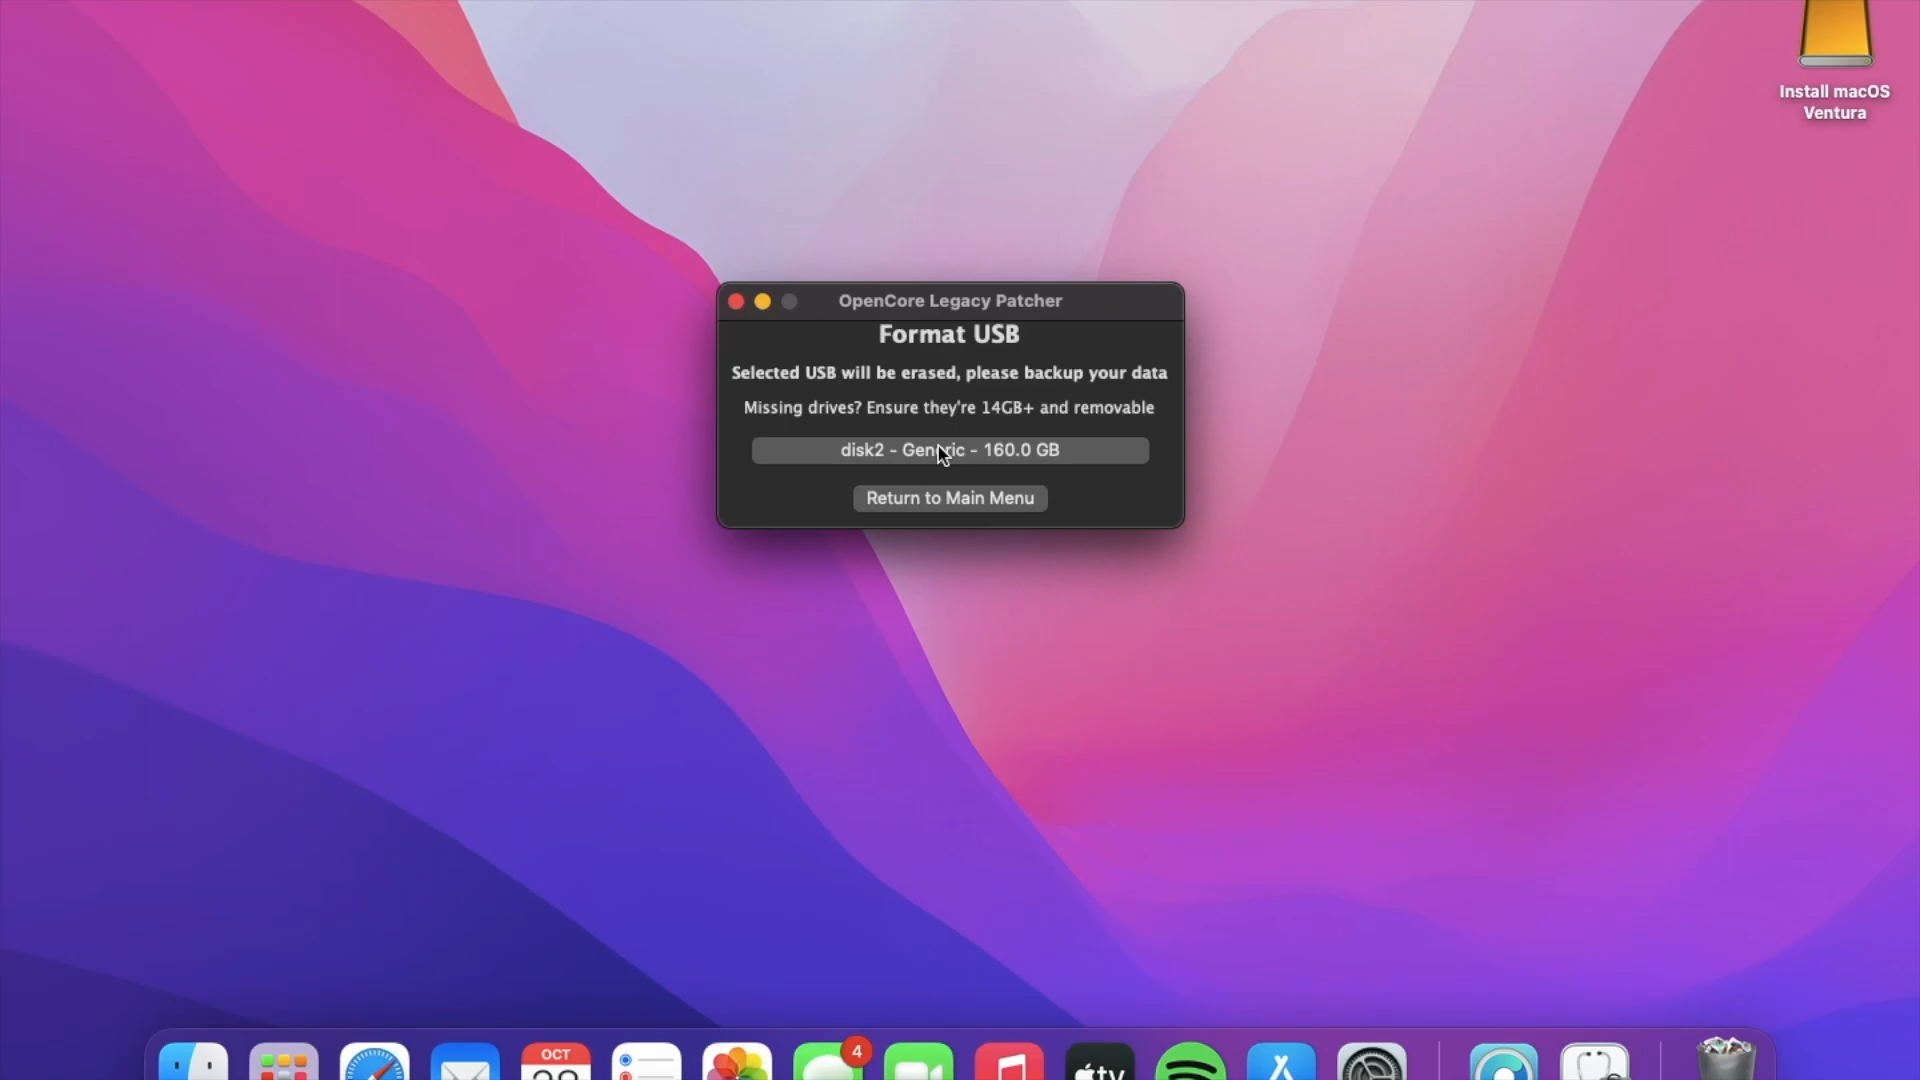 Install macOS
Ventura
OpenCore Legacy Patcher
Format USB
Selected USB will be erased, please backup your data
Missing drives? Ensure they're 14GB+ and removable
disk2 - Generic - 160.0 GB
Return to Main Menu
4
OCT
tv